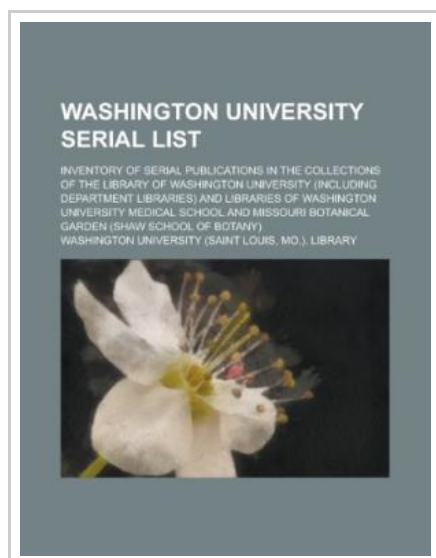 WASHINGTON UNIVERSITY
SERIAL LIST
INVENTORY OF SERIAL PUBLICATIONS IN THE COLLECTIONS
OF THE LIBRARY OF WASHINGTON UNIVERSITY (INCLUDING
DEPARTMENT LIBRARIES) AND LIBRARIES OF WASHINGTON
UNIVERSITY MEDICAL SCHOOL AND MISSOURI BOTANICAL
GARDEN (SHAW SCHOOL OF BOTANY)
WASHINGTON UNIVERSITY (SAINT LOUIS, MO.). LIBRARY